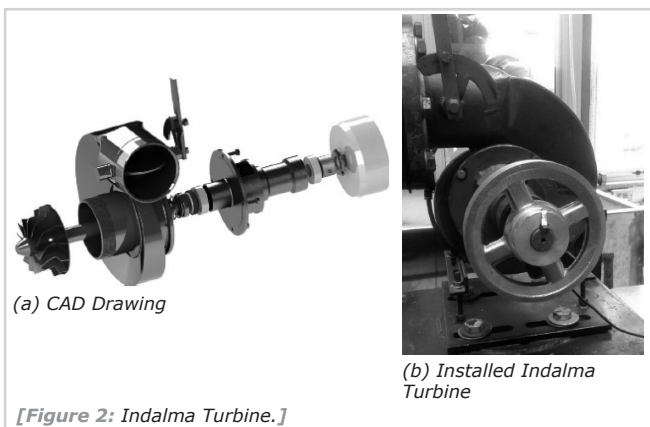 (a) CAD Drawing
(b) Installed Indalma
Turbine
[Figure 2: Indalma Turbine.]